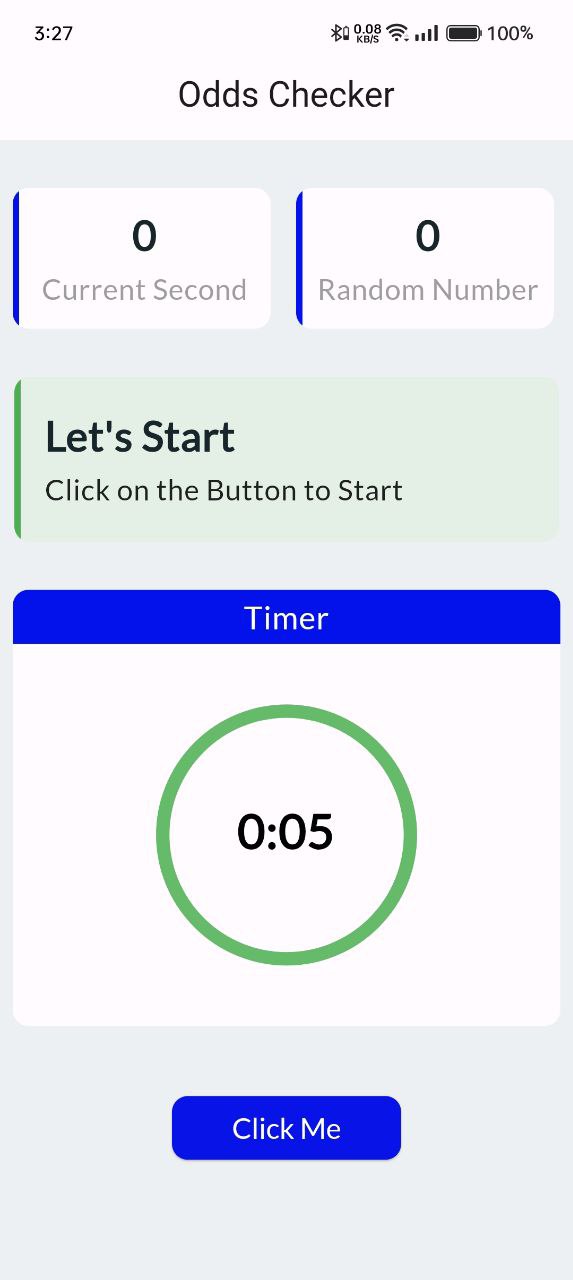 3:27 0.08 KB/S 100%
Odds Checker
0
Current Second
0
Random Number
Let's Start
Click on the Button to Start
Timer
0:05
Click Me